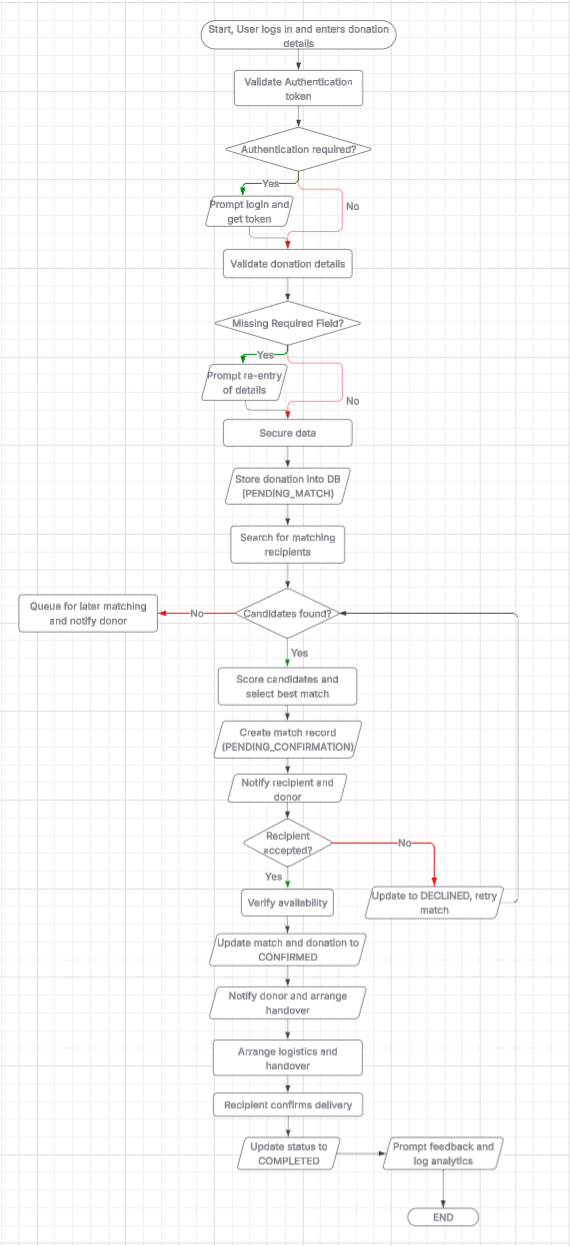 Start, User logs in and enters donation
details
Validate Authentication
token
Authentication required?
Yes
No
Prompt login and
get token
Validate donation details
Missing Required Field?
Yes
No
Prompt re-entry
of details
Secure data
Store donation into DB
(PENDING_MATCH)
Search for matching
recipients
Candidates found?
No
Queue for later matching
and notify donor
Yes
Score candidates and
select best match
Create match record
(PENDING_CONFIRMATION)
Notify recipient and
donor
Recipient
accepted?
No
Yes
Update to DECLINED, retry
match
Verify availability
Update match and donation to
CONFIRMED
Notify donor and arrange
handover
Arrange logistics and
handover
Recipient confirms delivery
Update status to
COMPLETED
Prompt feedback and
log analytics
END